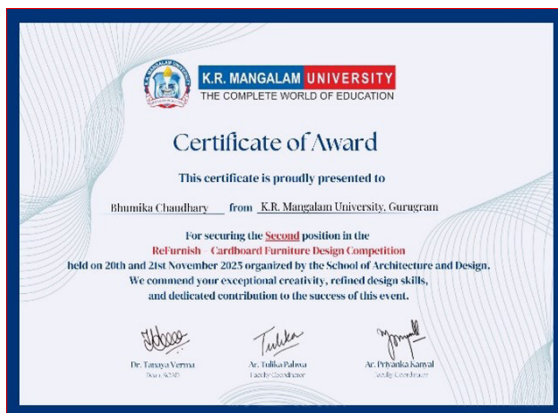 K.R. MANGALAM UNIVERSITY
THE COMPLETE WORLD OF EDUCATION
Certificate of Award
This certificate is proudly presented to
Bhumika Chaudhary from K.R. Mangalam University, Gurugram
For securing the Second position in the
ReFurnish - Cardboard Furniture Design Competition
held on 20th and 21st November 2025 organized by the School of Architecture and Design.
We commend your exceptional creativity, refined design skills,
and dedicated contribution to the success of this event.
Tulika
Dr. Tanaya Verma Ar. Tulika Ar. Priyanka Kanyal
Dean, SOAD Faculty Coordinator Faculty Coordinator